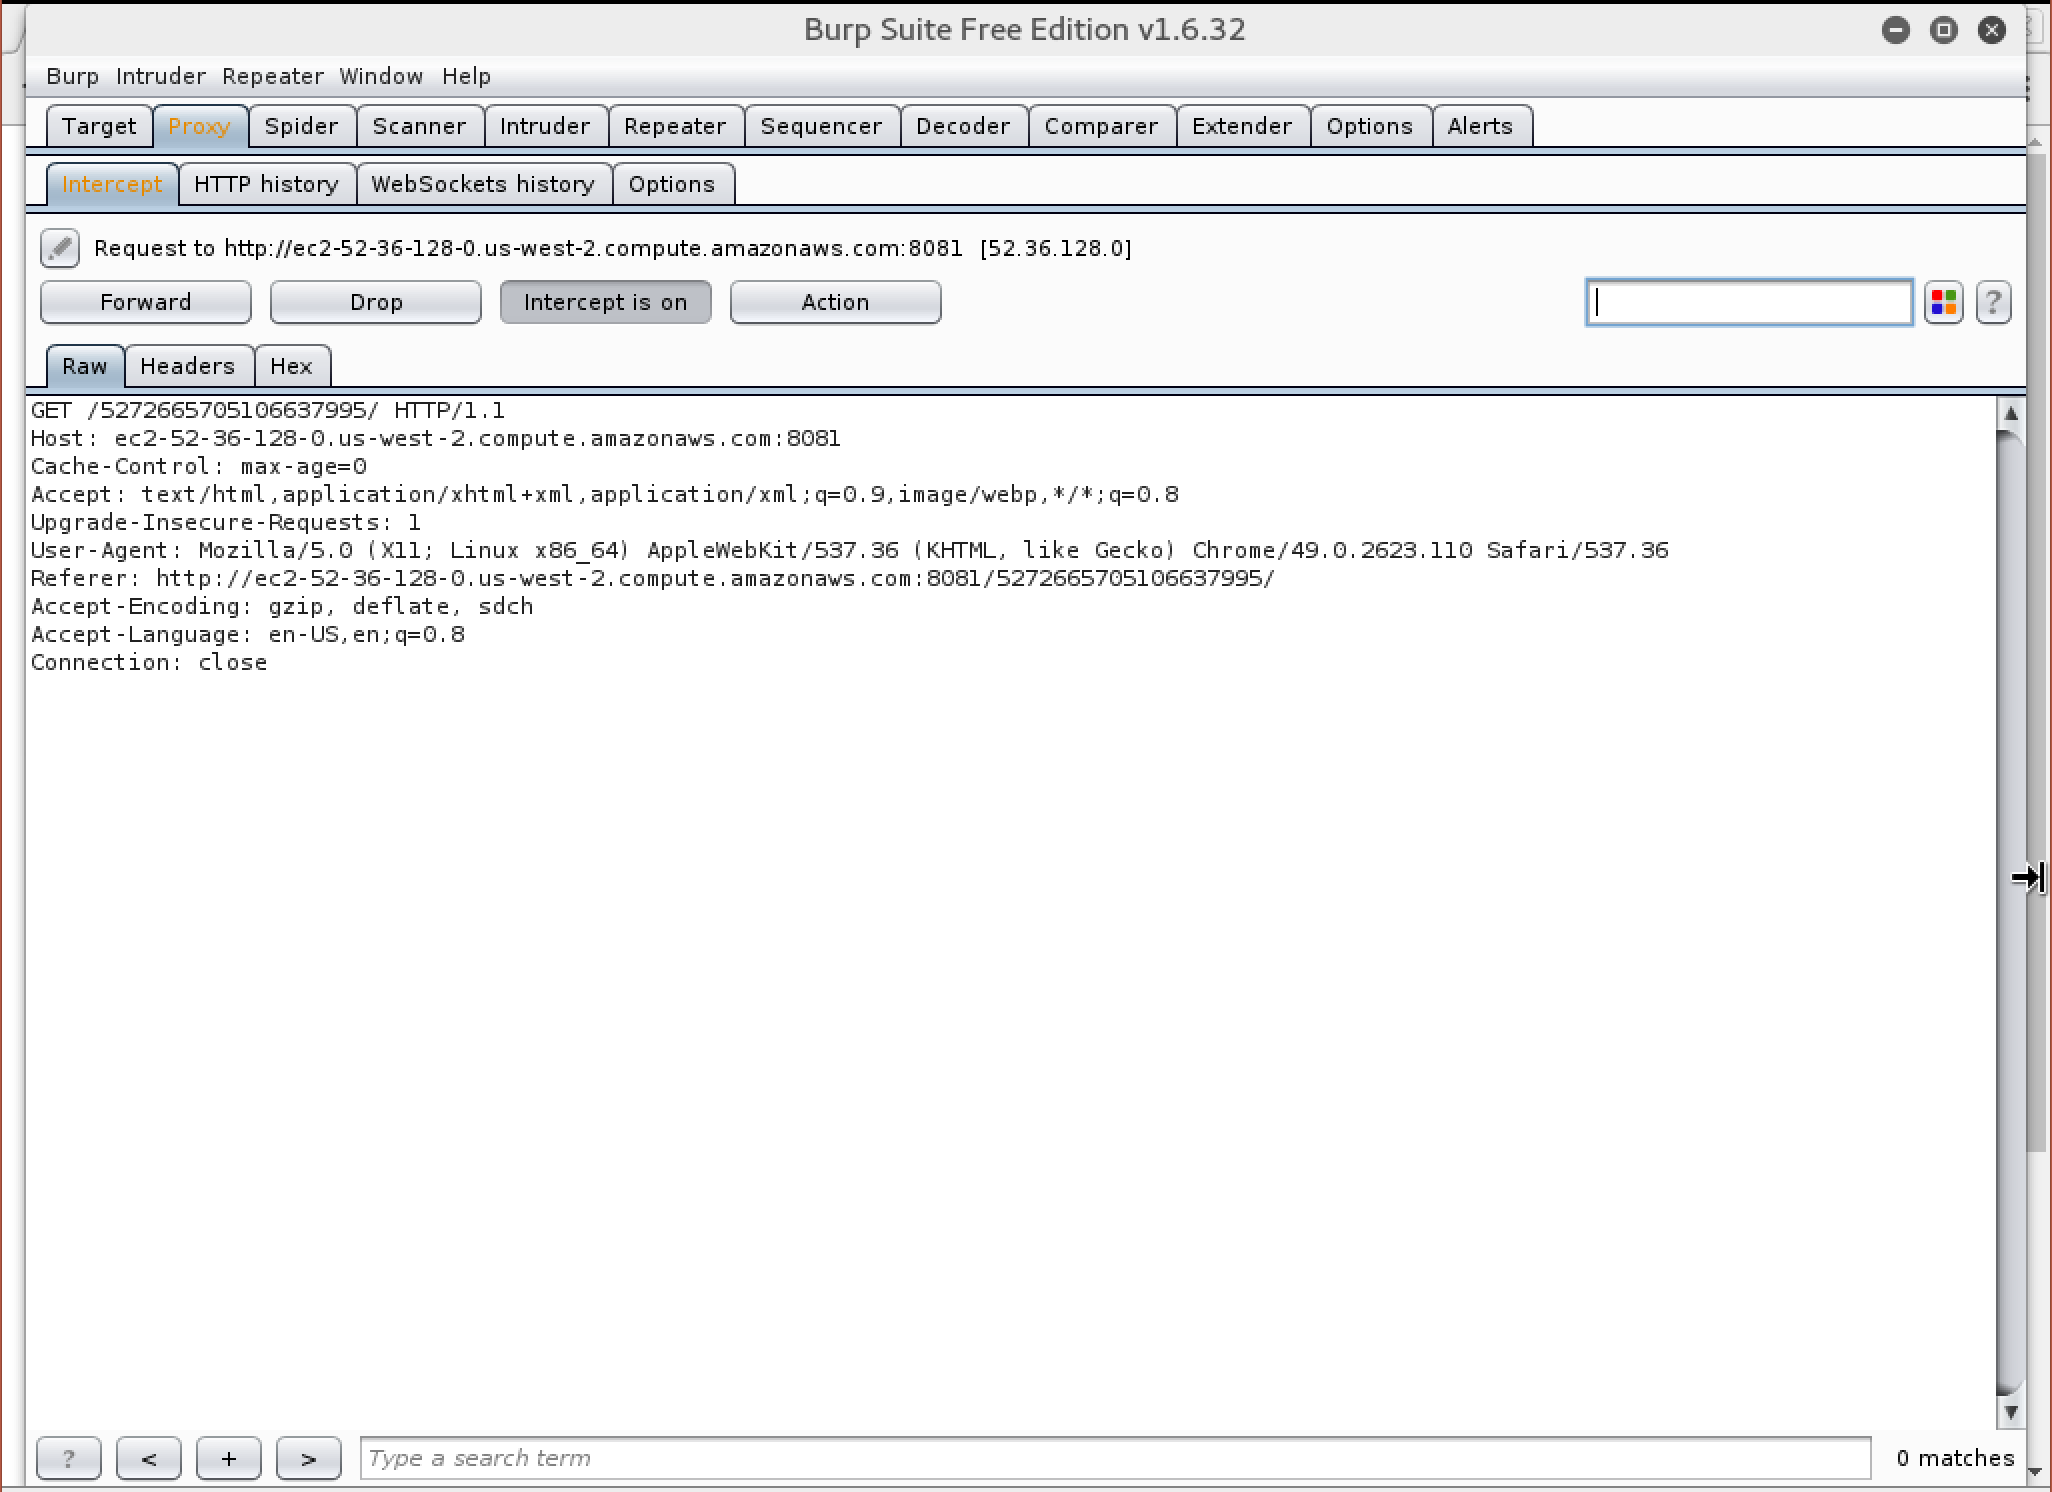 Burp Suite Free Edition v1.6.32
Burp Intruder Repeater Window Help
Target Proxy Spider Scanner Intruder Repeater Sequencer Decoder Comparer Extender Options Alerts
Intercept HTTP history WebSockets history Options
Request to http://ec2-52-36-128-0.us-west-2.compute.amazonaws.com:8081 [52.36.128.0]
Forward Drop Intercept is on Action ?
Raw Headers Hex
GET /5272665705106637995/ HTTP/1.1
Host: ec2-52-36-128-0.us-west-2.compute.amazonaws.com:8081
Cache-Control: max-age=0
Accept: text/html,application/xhtml+xml,application/xml;q=0.9,image/webp,*/*;q=0.8
Upgrade-Insecure-Requests: 1
User-Agent: Mozilla/5.0 (X11; Linux x86_64) AppleWebKit/537.36 (KHTML, like Gecko) Chrome/49.0.2623.110 Safari/537.36
Referer: http://ec2-52-36-128-0.us-west-2.compute.amazonaws.com:8081/5272665705106637995/
Accept-Encoding: gzip, deflate, sdch
Accept-Language: en-US,en;q=0.8
Connection: close
? < + > Type a search term 0 matches